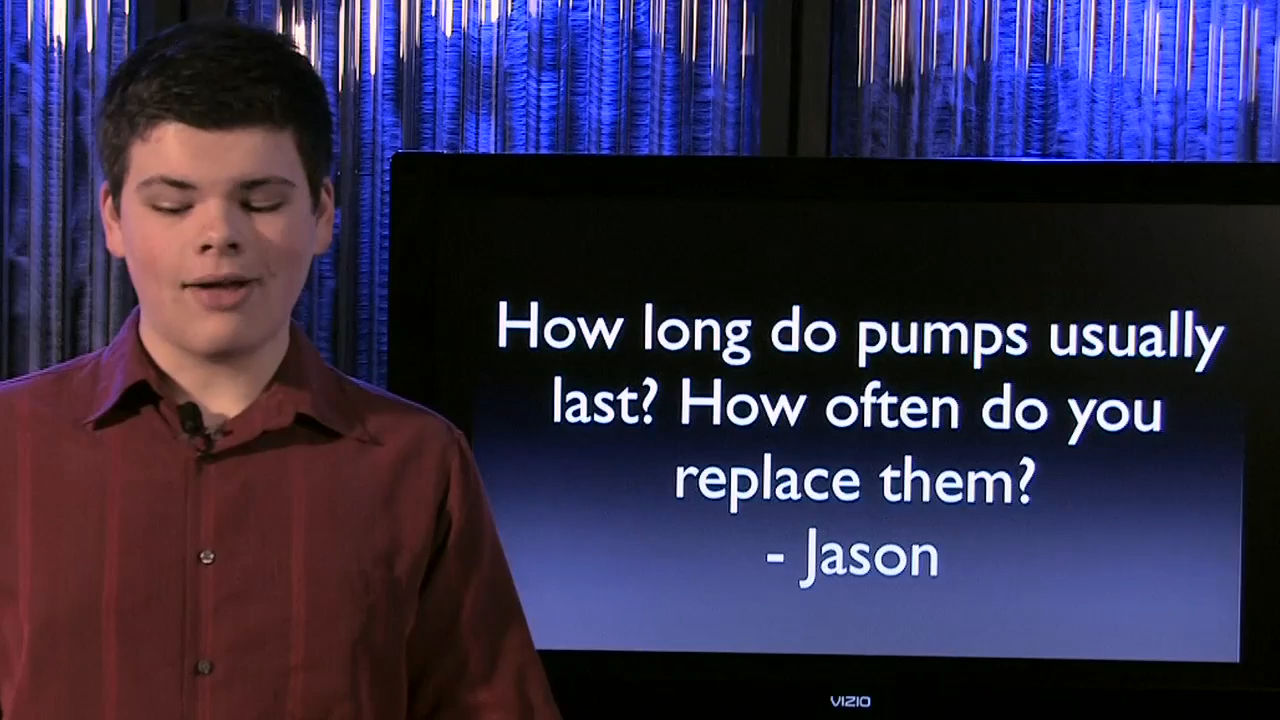 How long do pumps usually
last? How often do you
replace them?
- Jason
VIZIO